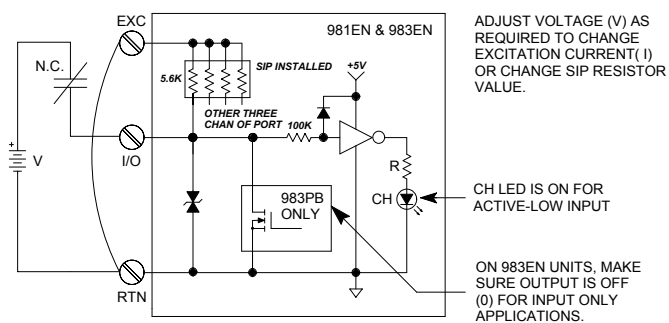 EXC
981EN & 983EN
ADJUST VOLTAGE (V) AS
REQUIRED TO CHANGE
EXCITATION CURRENT( I)
OR CHANGE SIP RESISTOR
VALUE.
N.C.
SIP INSTALLED
+5V
5.6K
OTHER THREE
CHAN OF PORT
100K
+
V
I/O
R
983PB
ONLY
CH
CH LED IS ON FOR
ACTIVE-LOW INPUT
RTN
ON 983EN UNITS, MAKE
SURE OUTPUT IS OFF
(0) FOR INPUT ONLY
APPLICATIONS.